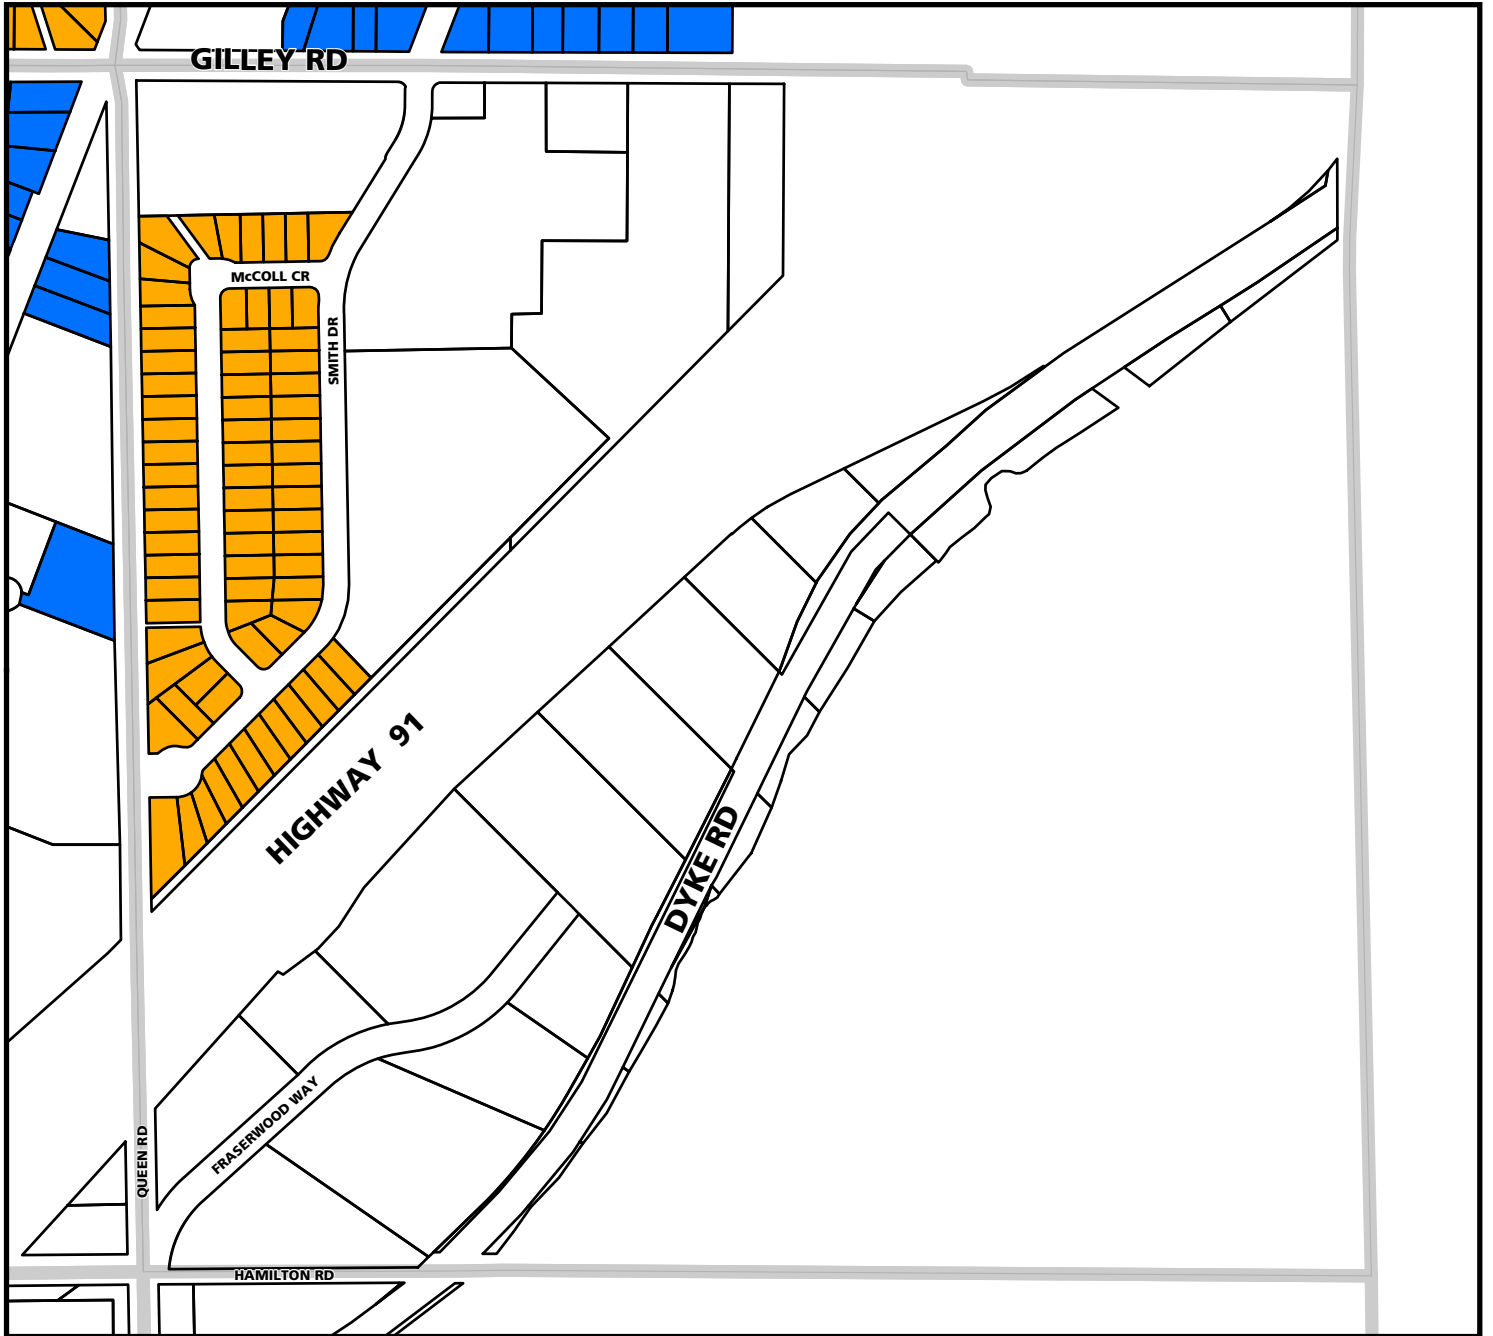 GILLEY RD
McCOLL CR
SMITH DR
HIGHWAY 91
DYKE RD
FRASERWOOD WAY
QUEEN RD
HAMILTON RD